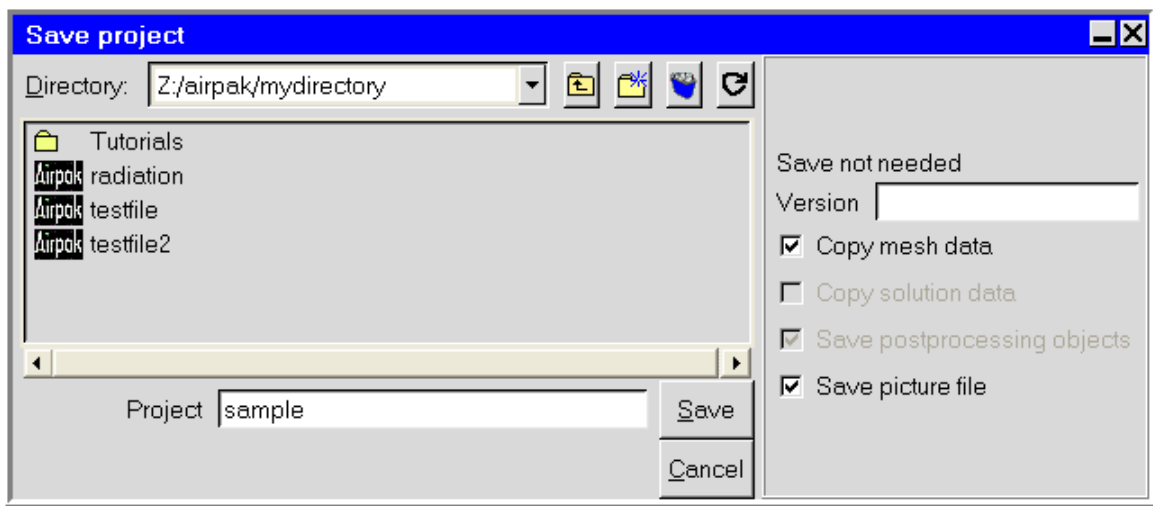 Save project
Directory: Z:/airpak/mydirectory
Tutorials
Airpak radiation
Airpak testfile
Airpak testfile2
Project sample
Save
Cancel
Save not needed
Version
Copy mesh data
Copy solution data
Save postprocessing objects
Save picture file